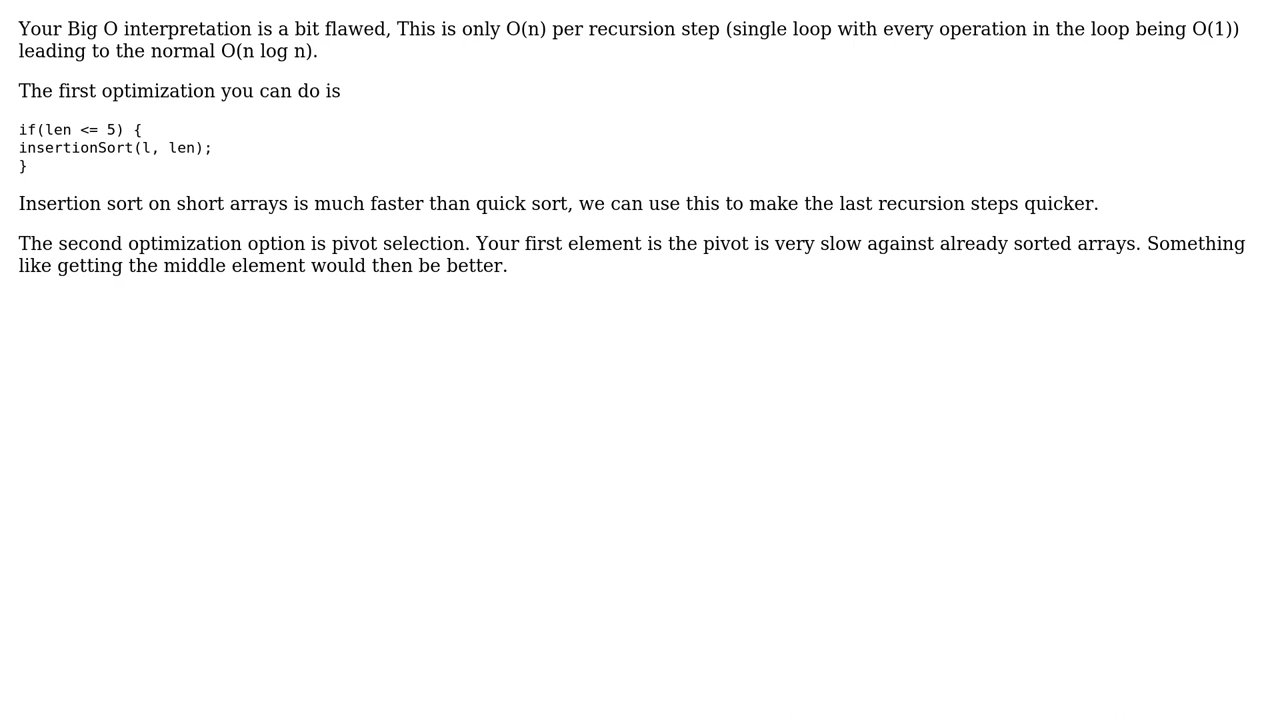 Your Big O interpretation is a bit flawed, This is only O(n) per recursion step (single loop with every operation in the loop being O(1))
leading to the normal O(n log n).
The first optimization you can do is
if(len <= 5) {
insertionSort(l, len);
}
Insertion sort on short arrays is much faster than quick sort, we can use this to make the last recursion steps quicker.
The second optimization option is pivot selection. Your first element is the pivot is very slow against already sorted arrays. Something
like getting the middle element would then be better.